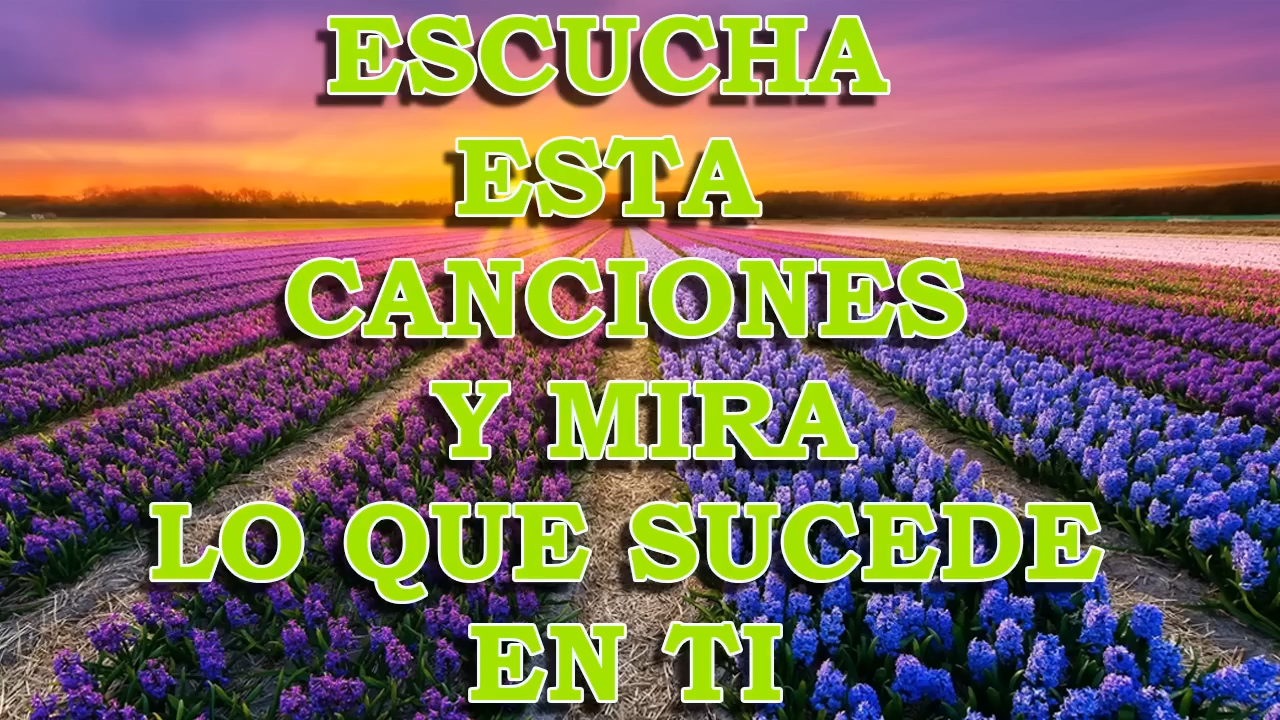 ESCUCHA
ESTA
CANCIONES
Y MIRA
LO QUE SUCEDE
EN TI